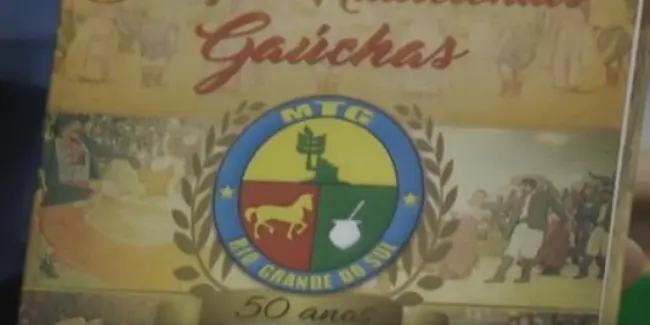 Gaúchas
MTG
RIO GRANDE DO SUL
50 anos